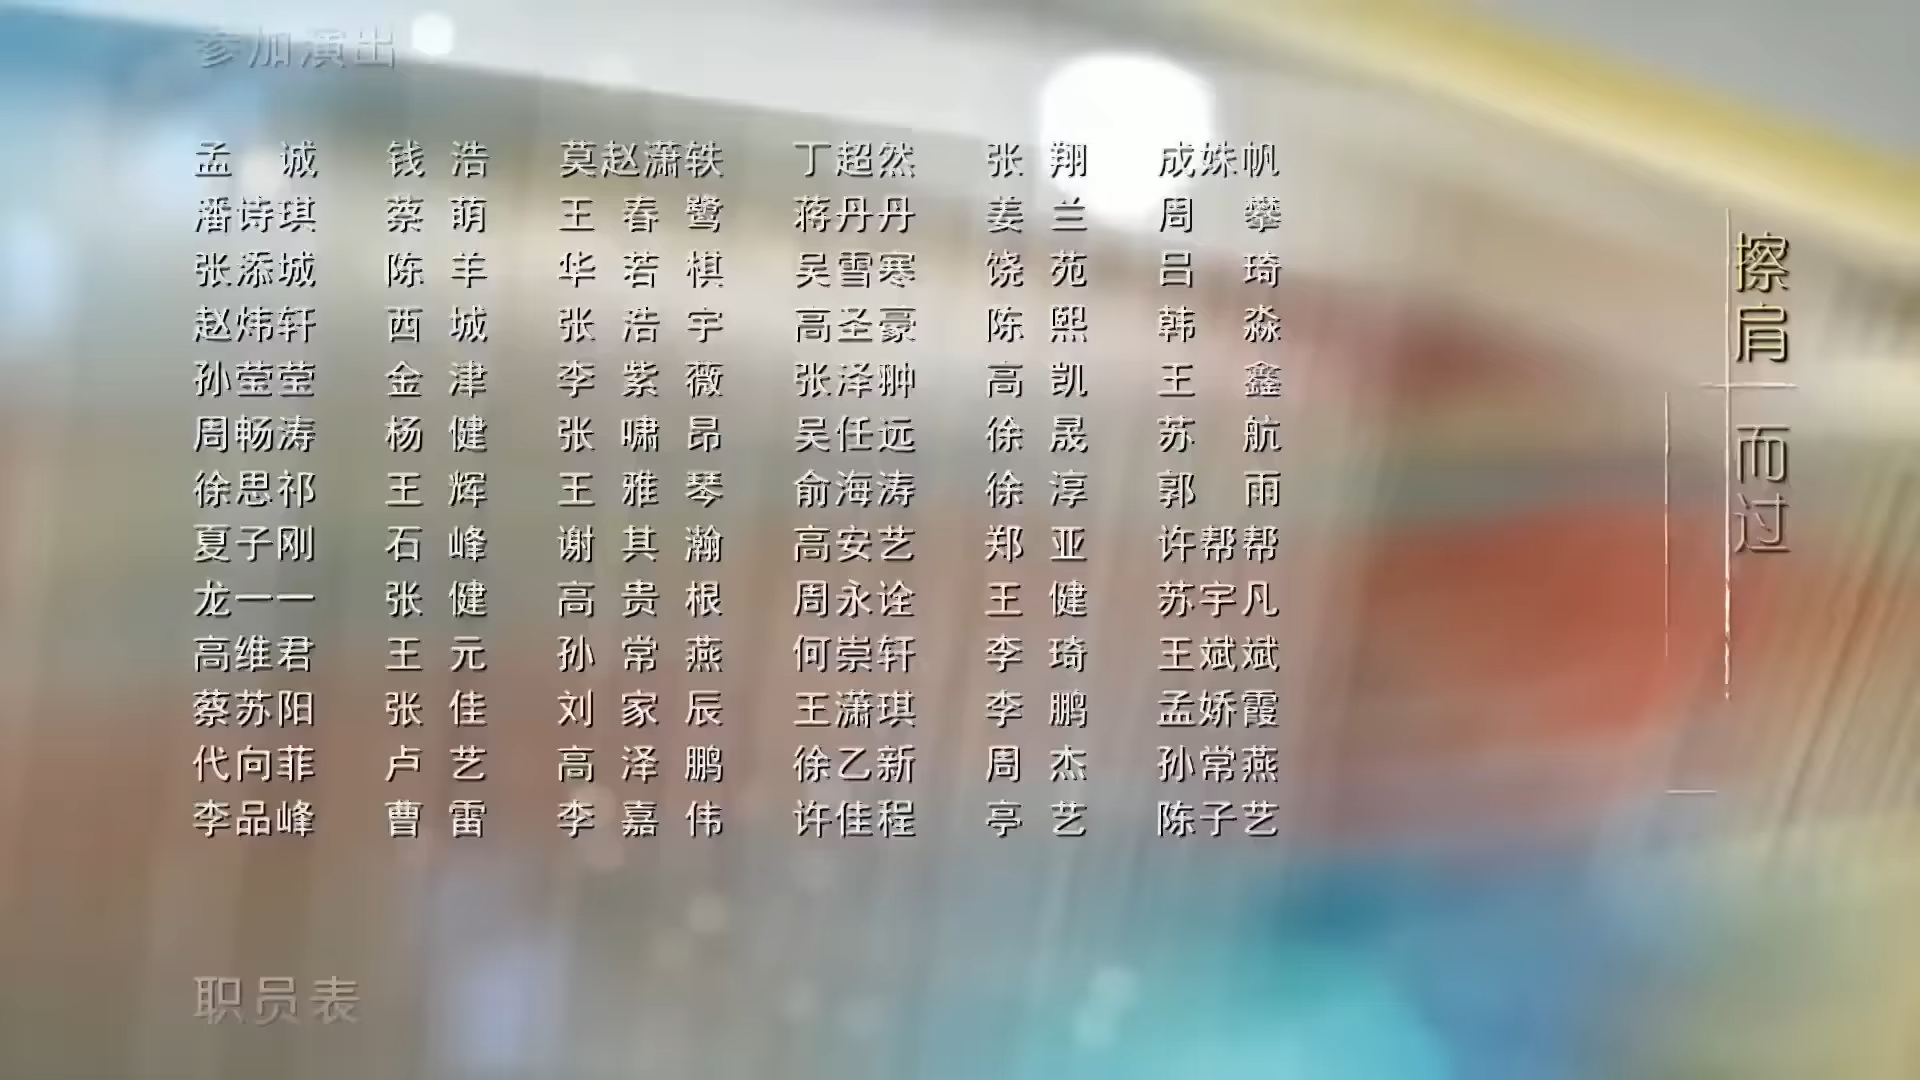 参加演出
孟诚 钱浩 莫赵潇轶 丁超然 张翔 成姝帆
潘诗琪 蔡萌 王春鹭 蒋丹丹 姜兰 周攀
张添城 陈羊 华若棋 吴雪寒 饶苑 吕琦
赵炜轩 西城 张浩宇 高圣豪 陈熙 韩淼
孙莹莹 金津 李紫薇 张泽翀 高凯 王鑫
周畅涛 杨健 张啸昂 吴任远 徐晟 苏航
徐思祁 王辉 王雅琴 俞海涛 徐淳 郭雨
夏子刚 石峰 谢其瀚 高安艺 郑亚 许帮帮
龙一一 张健 高贵根 周永诠 王健 苏宇凡
高维君 王元 孙常燕 何崇轩 李琦 王斌斌
蔡苏阳 张佳 刘家辰 王潇琪 李鹏 孟娇霞
代向菲 卢艺 高泽鹏 徐乙新 周杰 孙常燕
李品峰 曹雷 李嘉伟 许佳程 亭艺 陈子艺
职员表
擦肩而过